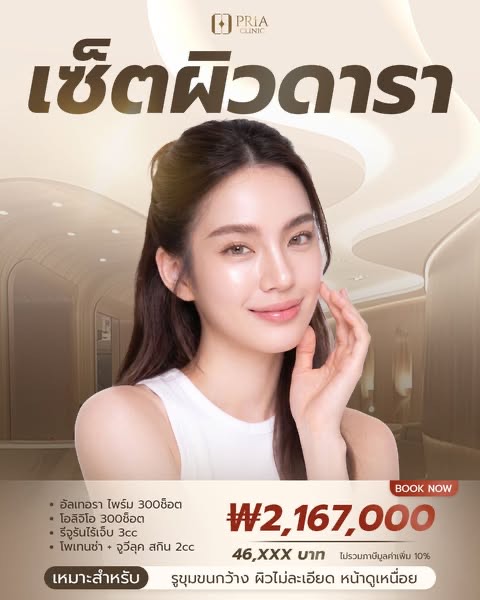 PRIA
CLINIC
เซ็ตผิวดารา
BOOK NOW
• อัลเทอรา ไพร์ม 300ช็อต
• โอลิจิโอ 300ช็อต
• รีจูรันไร้เจ็บ 3cc
• โพเทนซ่า + จูวีลุค สกิน 2cc
₩2,167,000
46,XXX บาท ไม่รวมภาษีมูลค่าเพิ่ม 10%
เหมาะสำหรับ รูขุมขนกว้าง ผิวไม่ละเอียด หน้าดูเหนื่อย